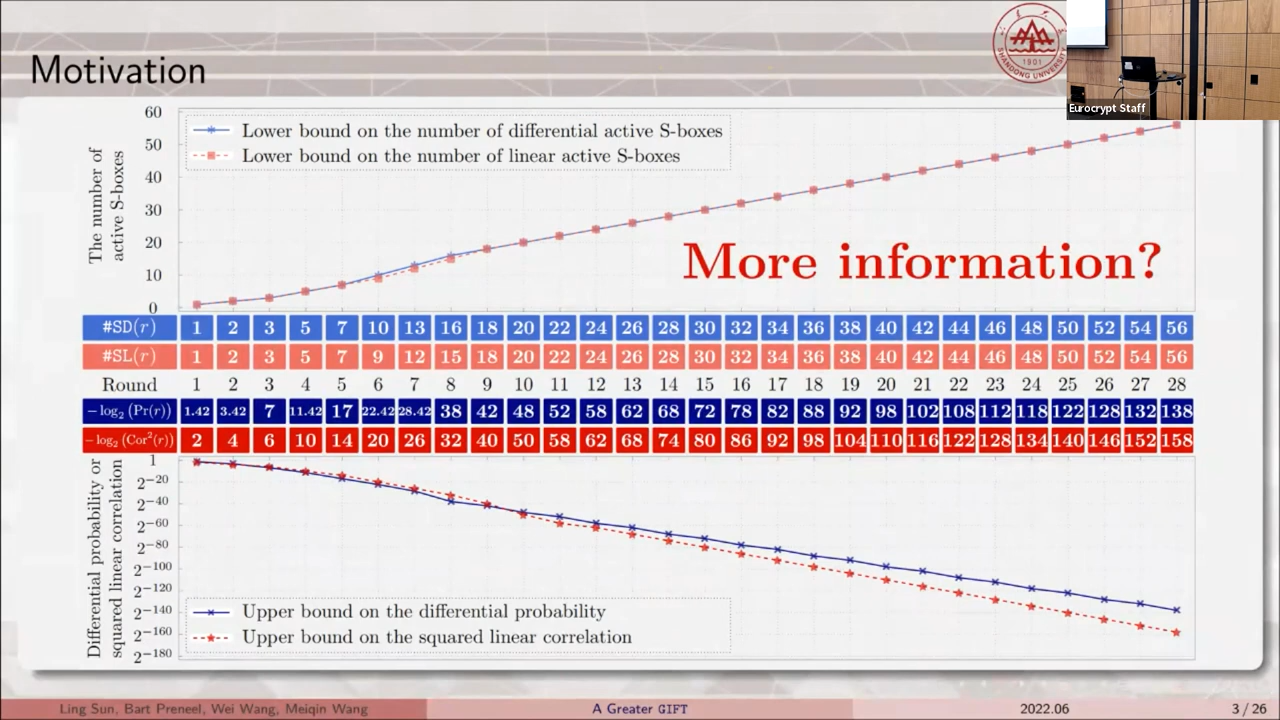 Motivation
SHANDONG UNIVERSITY
1901
Eurocrypt Staff
The number of
active S-boxes
60
50
40
30
20
10
0
Lower bound on the number of differential active S-boxes
Lower bound on the number of linear active S-boxes
More information?
#SD(r) 1 2 3 5 7 10 13 16 18 20 22 24 26 28 30 32 34 36 38 40 42 44 46 48 50 52 54 56
#SL(r) 1 2 3 5 7 9 12 15 18 20 22 24 26 28 30 32 34 36 38 40 42 44 46 48 50 52 54 56
Round 1 2 3 4 5 6 7 8 9 10 11 12 13 14 15 16 17 18 19 20 21 22 23 24 25 26 27 28
−log₂(Pr(r)) 1.42 3.42 7 11.42 17 22.42 28.42 38 42 48 52 58 62 68 72 78 82 88 92 98 102 108 112 118 122 128 132 138
−log₂(Cor²(r)) 2 4 6 10 14 20 26 32 40 50 58 62 68 74 80 86 92 98 104 110 116 122 128 134 140 146 152 158
Differential probability or
squared linear correlation
1
2⁻²⁰
2⁻⁴⁰
2⁻⁶⁰
2⁻⁸⁰
2⁻¹⁰⁰
2⁻¹²⁰
2⁻¹⁴⁰
2⁻¹⁶⁰
2⁻¹⁸⁰
Upper bound on the differential probability
Upper bound on the squared linear correlation
Ling Sun, Bart Preneel, Wei Wang, Meiqin Wang
A Greater GIFT
2022.06
3 / 26